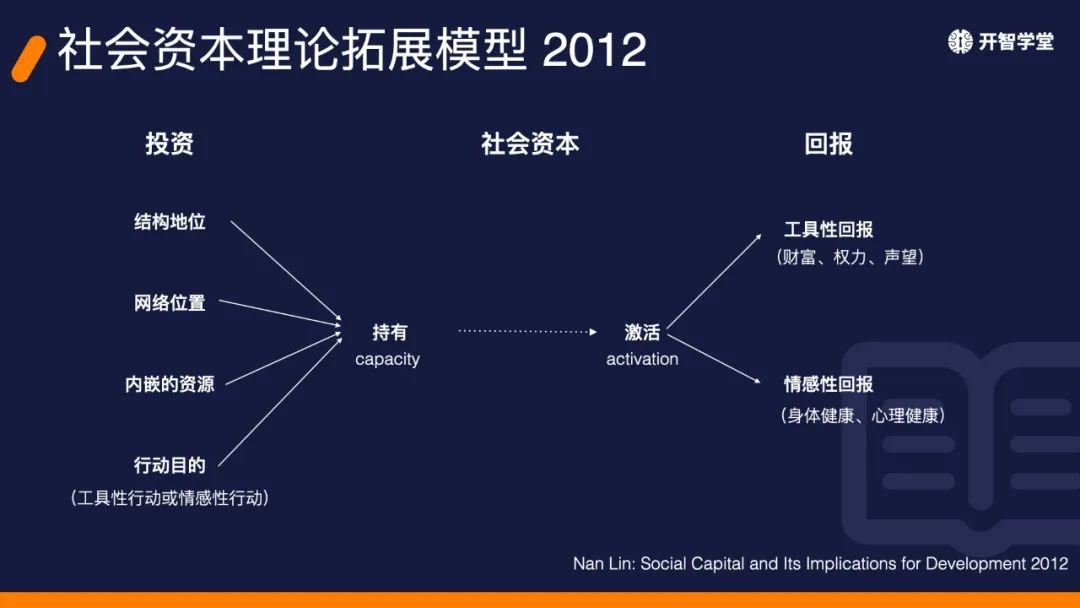 社会资本理论拓展模型 2012
开智学堂
投资
社会资本
回报
结构地位
网络位置
内嵌的资源
行动目的
（工具性行动或情感性行动）
持有
capacity
激活
activation
工具性回报
（财富、权力、声望）
情感性回报
（身体健康、心理健康）
Nan Lin: Social Capital and Its Implications for Development 2012